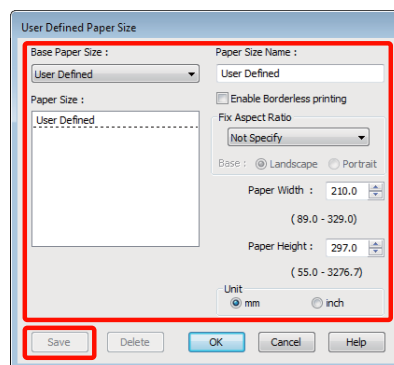 User Defined Paper Size
Base Paper Size :
User Defined
Paper Size :
User Defined
Paper Size Name :
User Defined
Enable Borderless printing
Fix Aspect Ratio
Not Specify
Base : Landscape Portrait
Paper Width : 210.0
( 89.0 - 329.0)
Paper Height : 297.0
( 55.0 - 3276.7)
Unit
mm inch
Save Delete OK Cancel Help